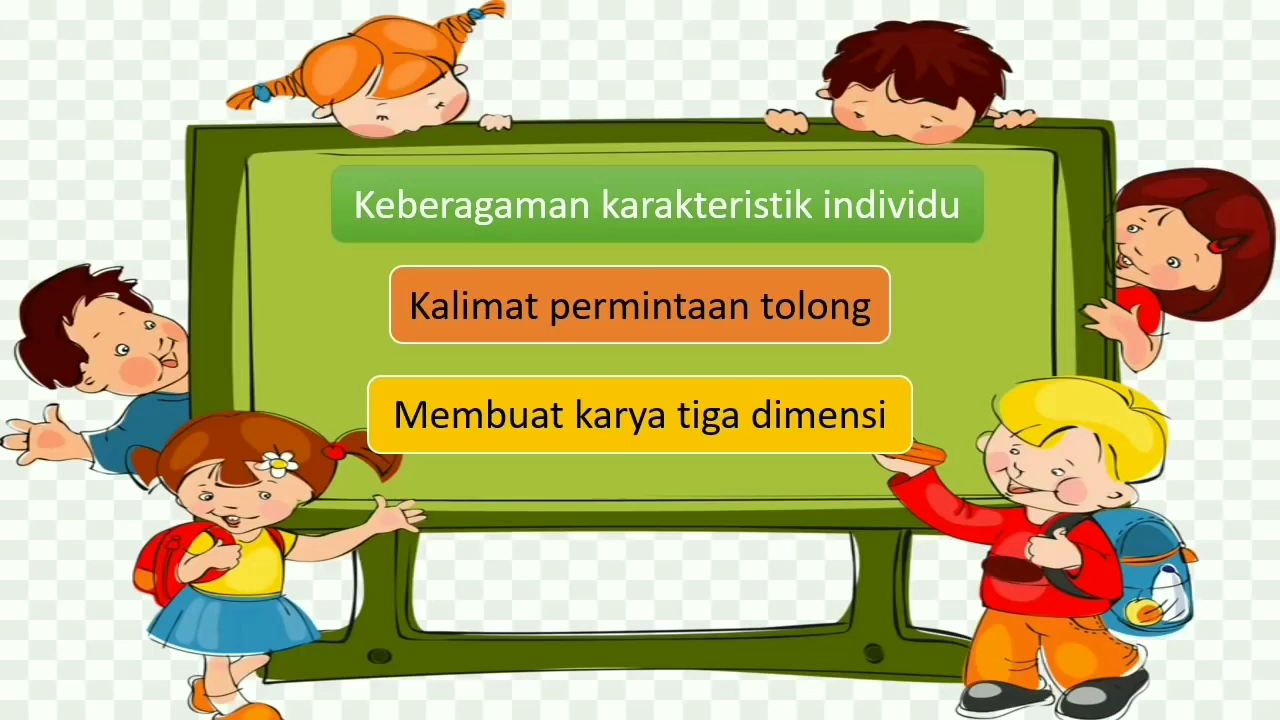 Keberagaman karakteristik individu
Kalimat permintaan tolong
Membuat karya tiga dimensi